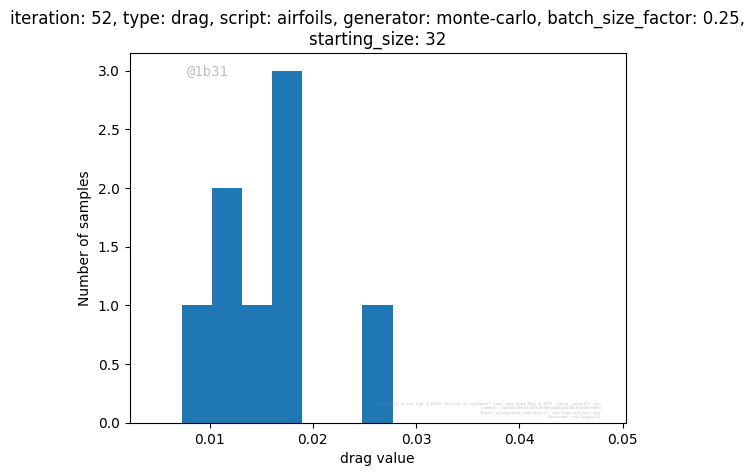 iteration: 52, type: drag, script: airfoils, generator: monte-carlo, batch_size_factor: 0.25,
starting_size: 32
@1b31
3.0
2.5
2.0
1.5
1.0
0.5
0.0
Number of samples
0.01
0.02
0.03
0.04
0.05
drag value